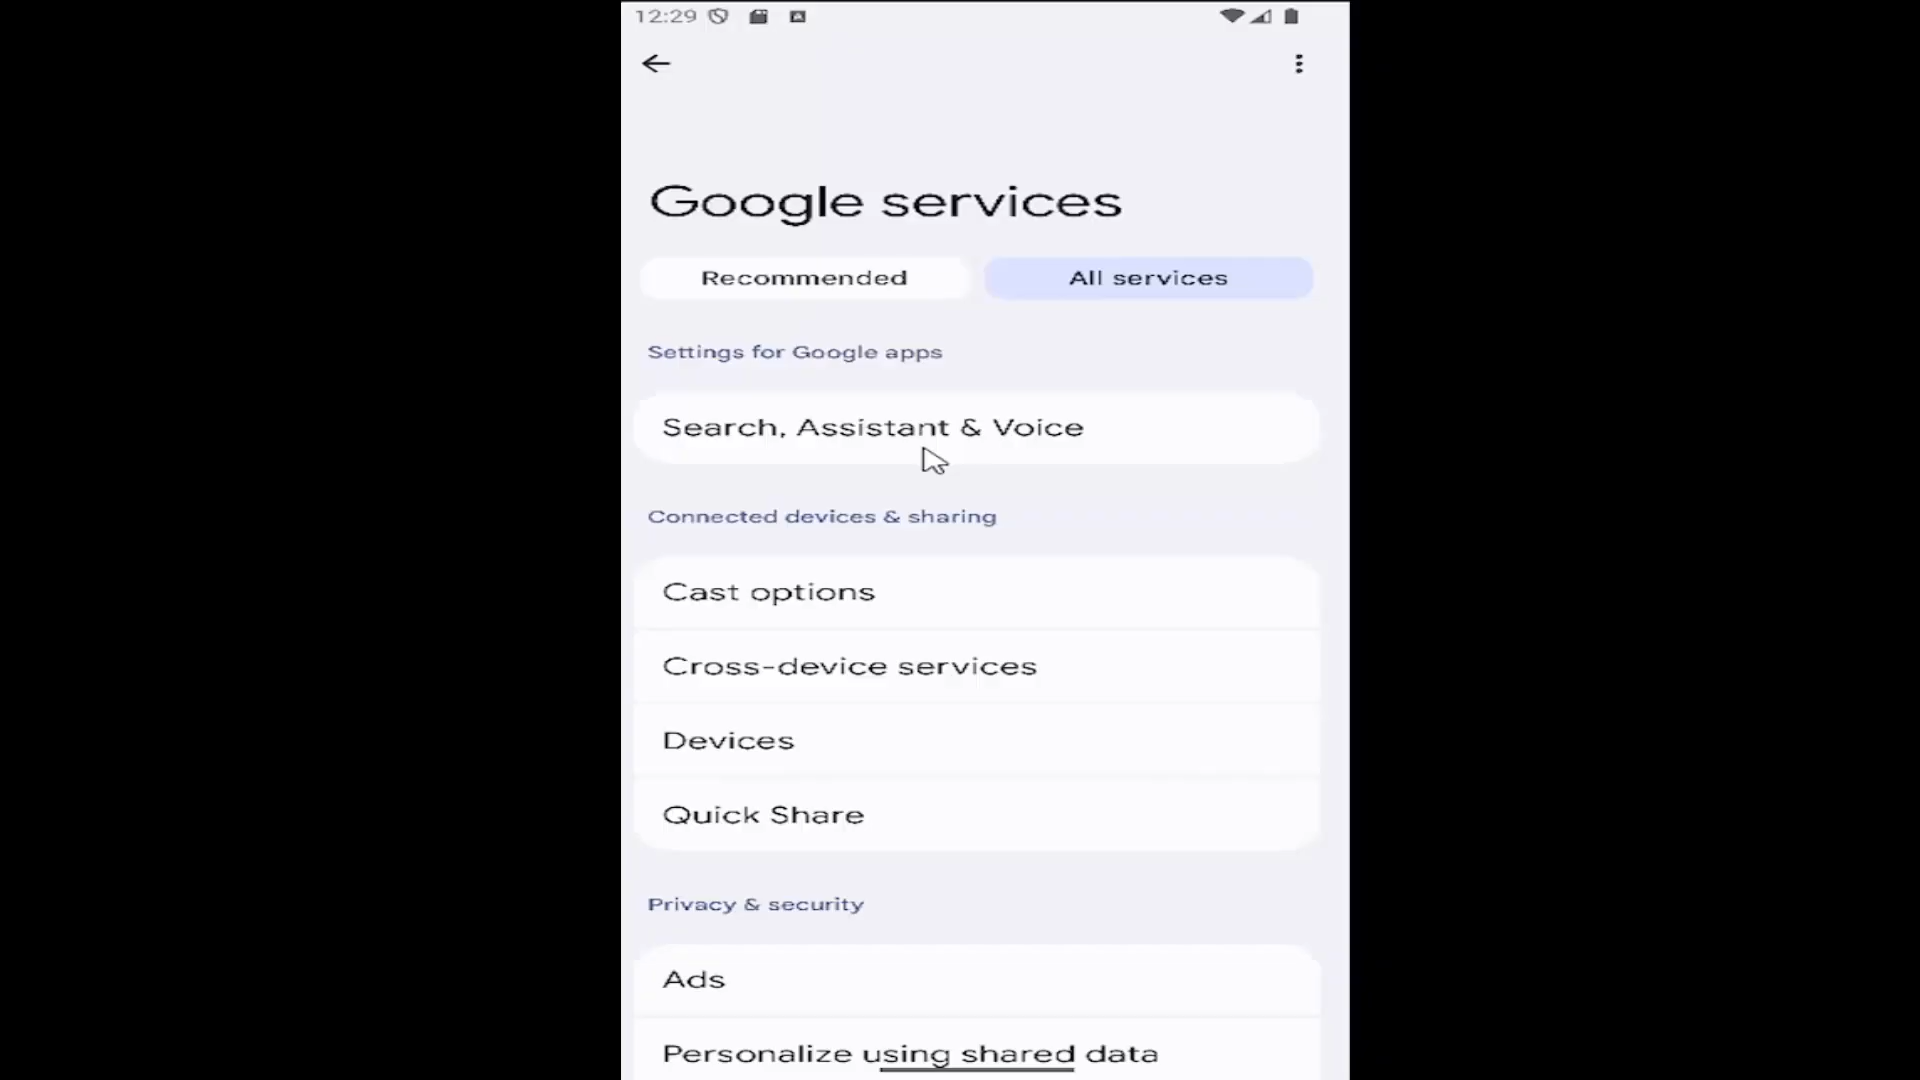 12:29
Google services
Recommended
All services
Settings for Google apps
Search, Assistant & Voice
Connected devices & sharing
Cast options
Cross-device services
Devices
Quick Share
Privacy & security
Ads
Personalize using shared data